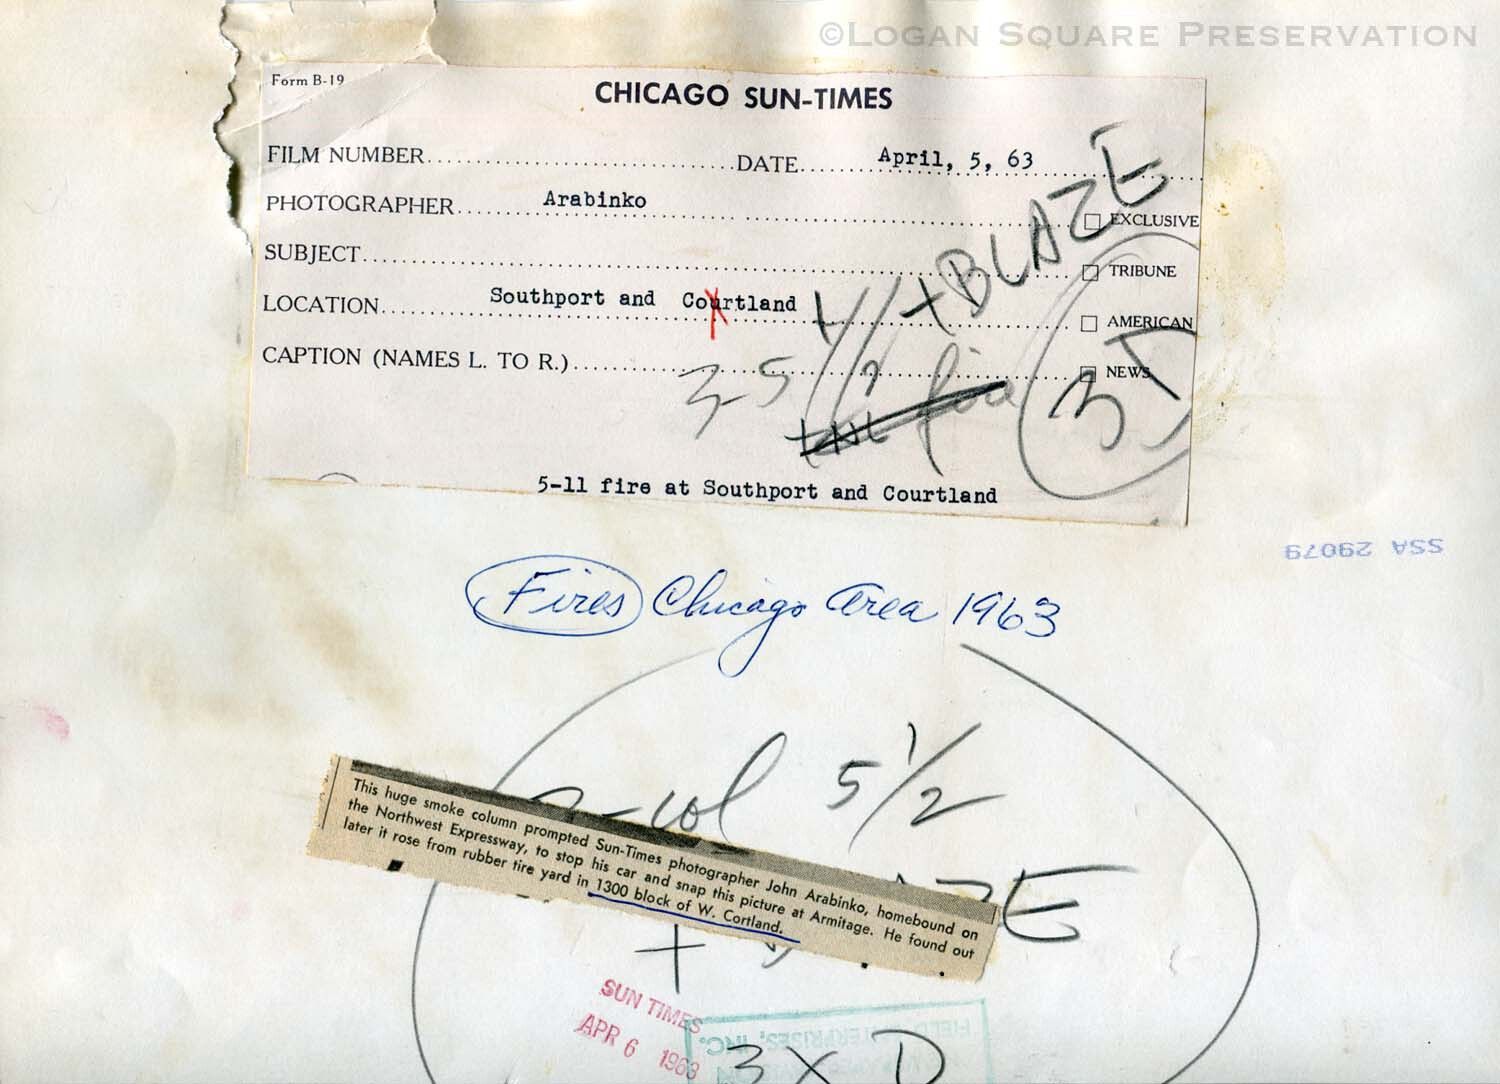 ©LOGAN SQUARE PRESERVATION
Form B-19
CHICAGO SUN-TIMES
FILM NUMBER DATE April, 5, 63
PHOTOGRAPHER Arabinko
EXCLUSIVE
SUBJECT
TRIBUNE
LOCATION Southport and Courtland
AMERICAN
CAPTION (NAMES L. TO R.)
NEWS
+BLAZE
5-11 fire at Southport and Courtland
SSA 29079
Fires Chicago Area 1963
-col 5 1/2
This huge smoke column prompted Sun-Times photographer John Arabinko, homebound on
the Northwest Expressway, to stop his car and snap this picture at Armitage. He found out
later it rose from rubber tire yard in 1300 block of W. Cortland.
SUN TIMES
APR 6 1963
FIELD ENTERPRISES, INC.
3 X D